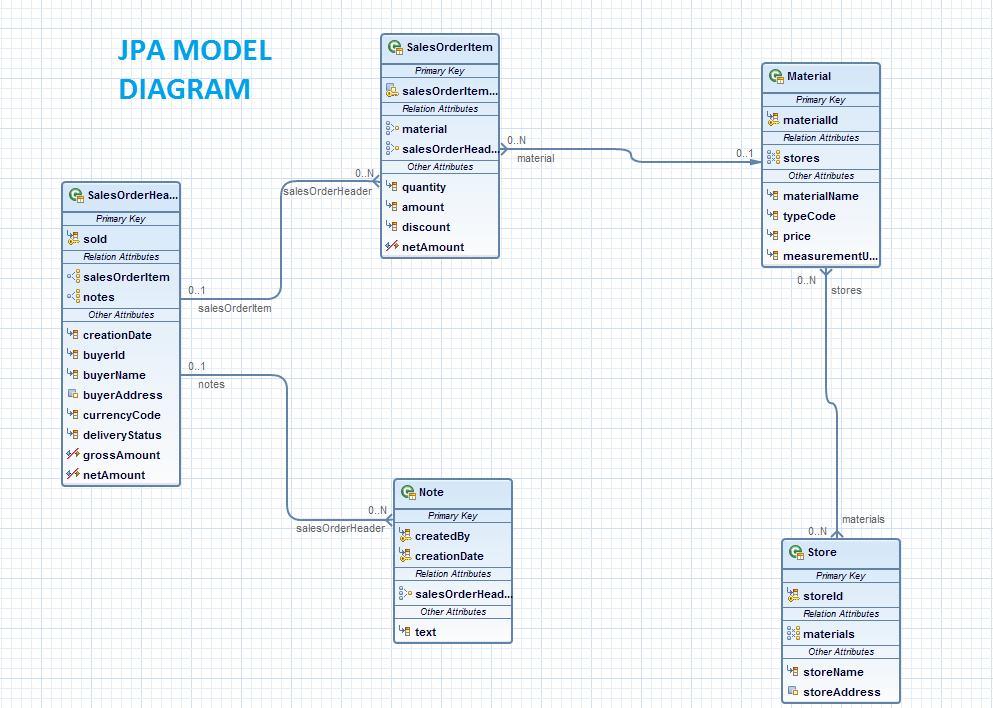 JPA MODEL
DIAGRAM
SalesOrderItem
Primary Key
salesOrderItem...
Relation Attributes
material
salesOrderHead...
Other Attributes
quantity
amount
discount
netAmount
Material
Primary Key
materialId
Relation Attributes
stores
Other Attributes
materialName
typeCode
price
measurementU...
0..N
material
0..1
0..N
salesOrderHeader
SalesOrderHea...
Primary Key
soId
Relation Attributes
salesOrderItem
notes
Other Attributes
creationDate
buyerId
buyerName
buyerAddress
currencyCode
deliveryStatus
grossAmount
netAmount
0..1
salesOrderItem
0..1
notes
0..N
stores
0..N
salesOrderHeader
Note
Primary Key
createdBy
creationDate
Relation Attributes
salesOrderHead...
Other Attributes
text
materials
0..N
Store
Primary Key
storeId
Relation Attributes
materials
Other Attributes
storeName
storeAddress